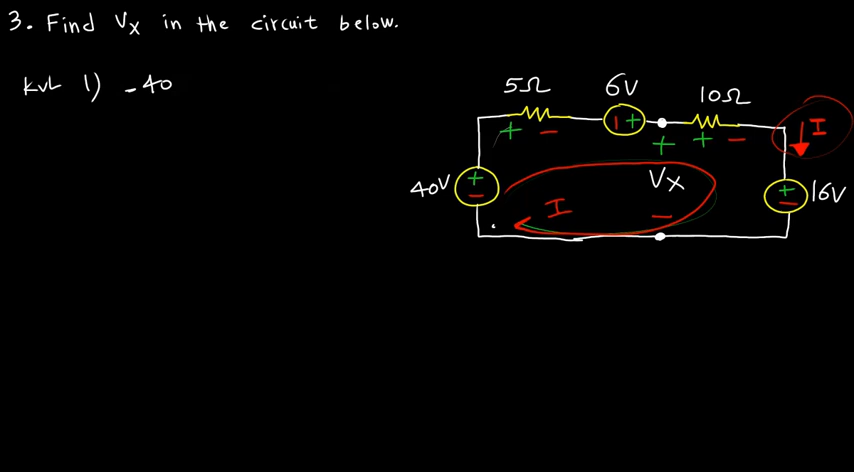 3. Find Vx in the circuit below.
KVL 1) -40
5Ω
6V
10Ω
+ -
- +
+ -
I
+
40V
+
-
Vx
I
-
+
-
16V